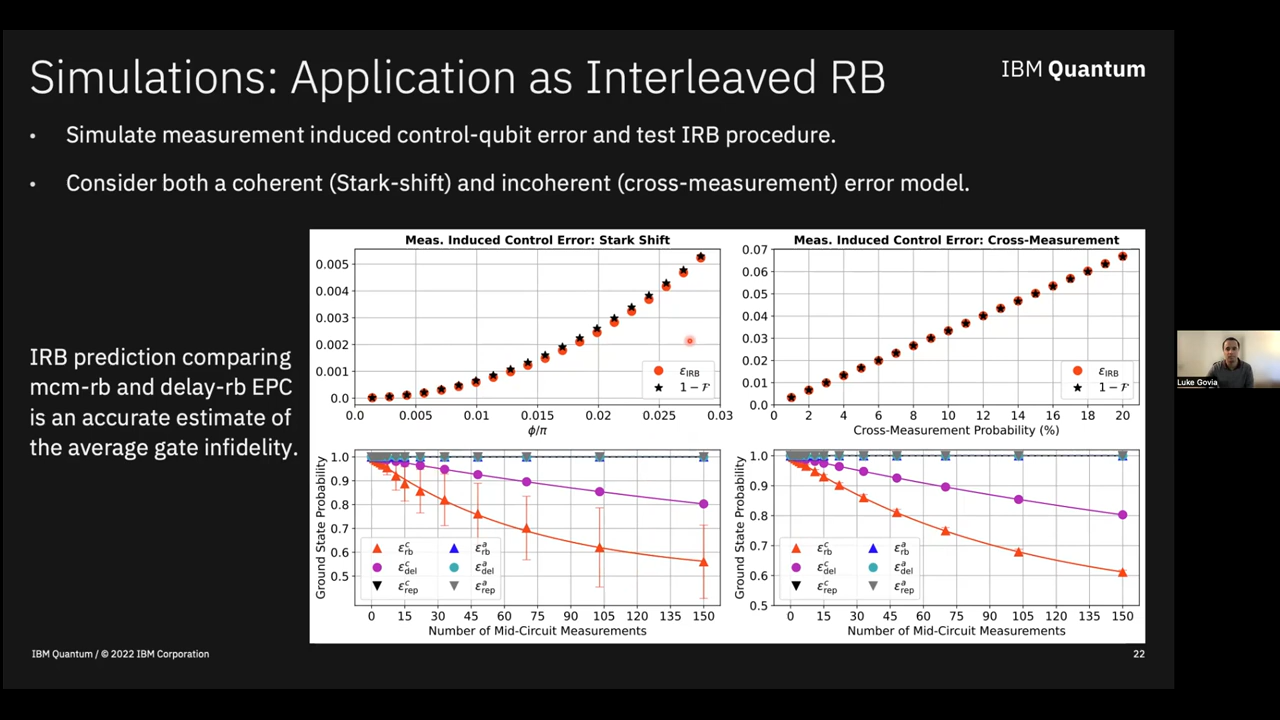 Simulations: Application as Interleaved RB
IBM Quantum
• Simulate measurement induced control-qubit error and test IRB procedure.
• Consider both a coherent (Stark-shift) and incoherent (cross-measurement) error model.
IRB prediction comparing
mcm-rb and delay-rb EPC
is an accurate estimate of
the average gate infidelity.
Meas. Induced Control Error: Stark Shift
0.005
0.004
0.003
0.002
0.001
0.0
0.0 0.005 0.01 0.015 0.02 0.025 0.03
ϕ/π
ε_IRB
1 − F
Meas. Induced Control Error: Cross-Measurement
0.07
0.06
0.05
0.04
0.03
0.02
0.01
0.0
0 2 4 6 8 10 12 14 16 18 20
Cross-Measurement Probability (%)
ε_IRB
1 − F
Ground State Probability
1.0
0.9
0.8
0.7
0.6
0.5
ε^c_rb ε^a_rb
ε^c_del ε^a_del
ε^c_rep ε^a_rep
0 15 30 45 60 75 90 105 120 135 150
Number of Mid-Circuit Measurements
Ground State Probability
1.0
0.9
0.8
0.7
0.6
0.5
ε^c_rb ε^a_rb
ε^c_del ε^a_del
ε^c_rep ε^a_rep
0 15 30 45 60 75 90 105 120 135 150
Number of Mid-Circuit Measurements
Luke Govia
IBM Quantum / © 2022 IBM Corporation
22